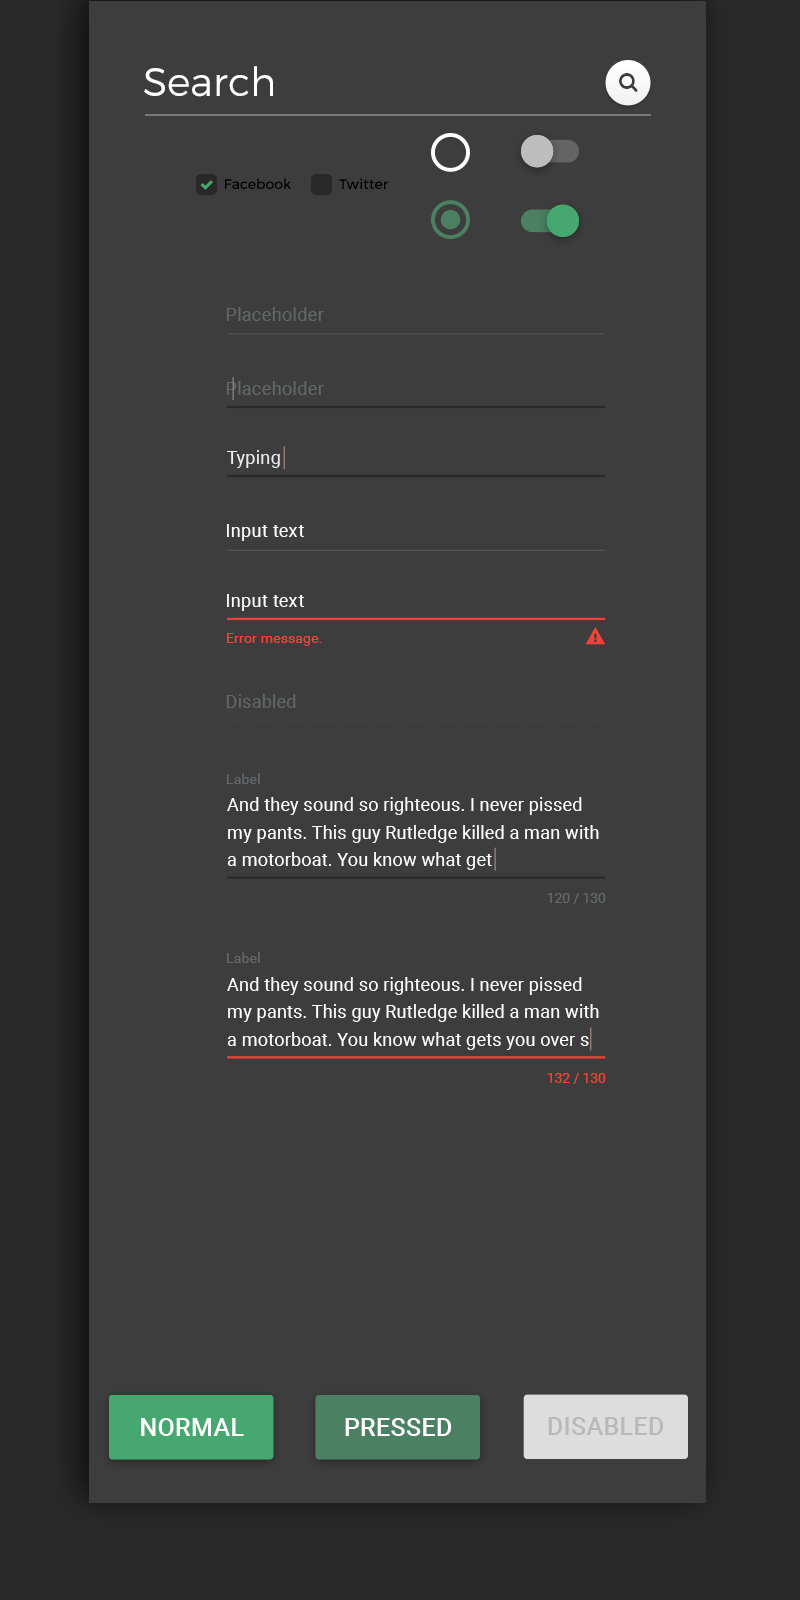 Search
Facebook Twitter
Placeholder
Placeholder
Typing
Input text
Input text
Error message.
Disabled
Label
And they sound so righteous. I never pissed
my pants. This guy Rutledge killed a man with
a motorboat. You know what get
120 / 130
Label
And they sound so righteous. I never pissed
my pants. This guy Rutledge killed a man with
a motorboat. You know what gets you over s
132 / 130
NORMAL PRESSED DISABLED